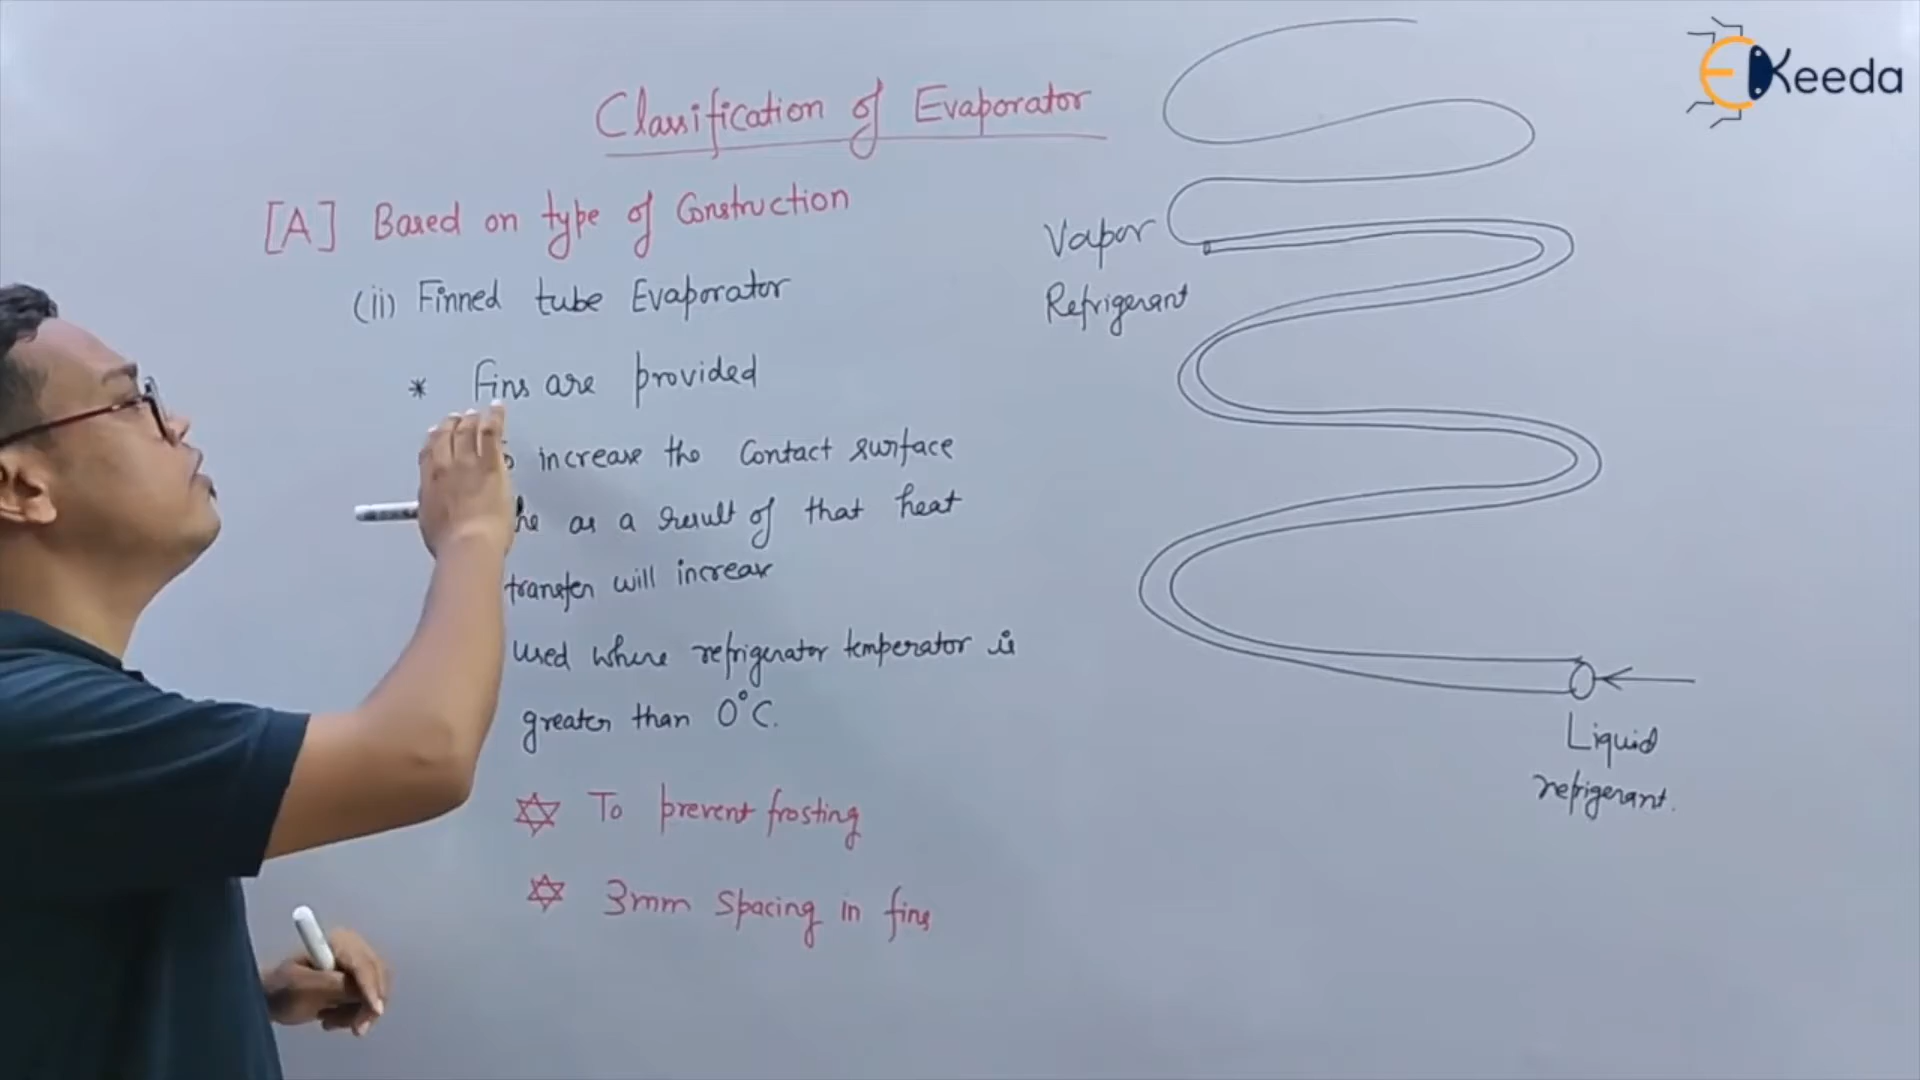 Classification of Evaporator
[A] Based on type of Construction
(ii) Finned tube Evaporator
* Fins are provided
increase the Contact surface
as a result of that heat
transfer will increase
used where refrigerator temperator is
greater than 0°C.
To prevent frosting
3mm spacing in fins
Vapor
Refrigerant
Liquid
refrigerant.
EKeeda